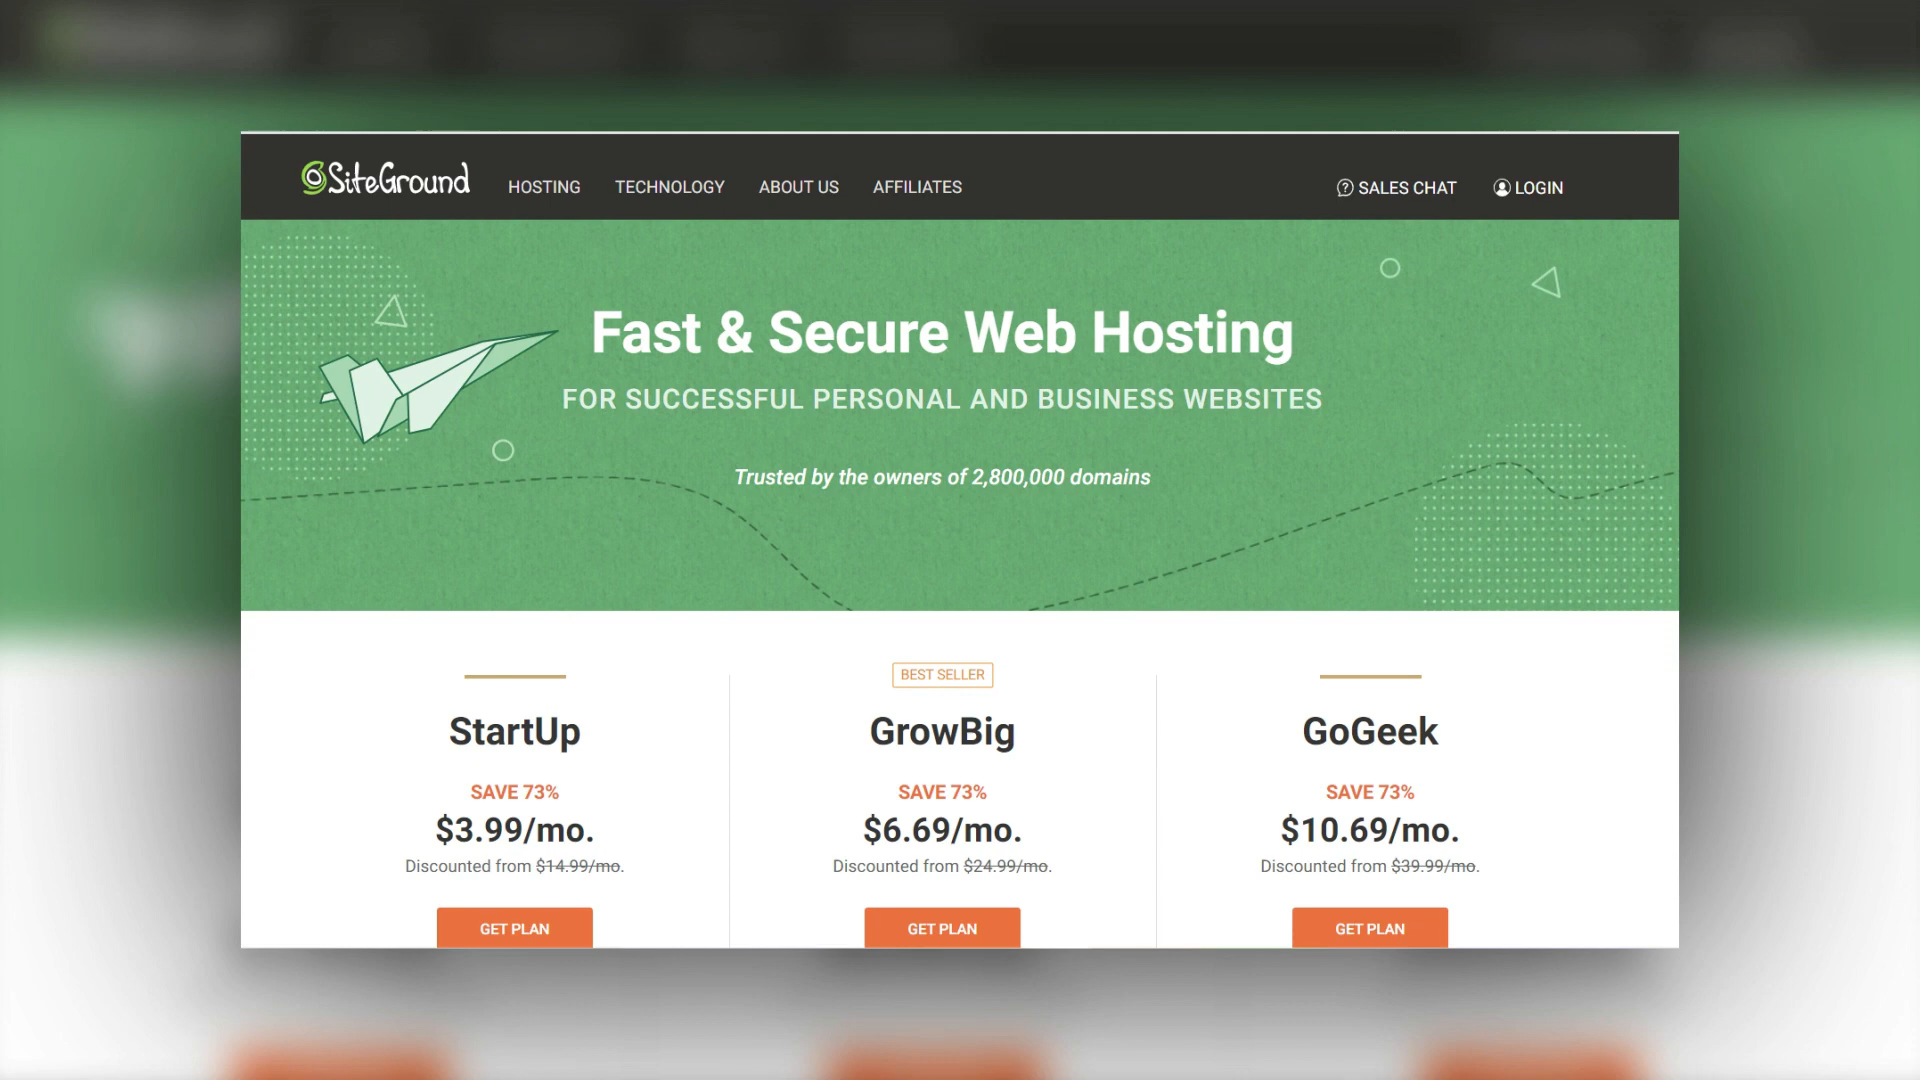 SiteGround HOSTING TECHNOLOGY ABOUT US AFFILIATES SALES CHAT LOGIN
Fast & Secure Web Hosting
FOR SUCCESSFUL PERSONAL AND BUSINESS WEBSITES
Trusted by the owners of 2,800,000 domains
BEST SELLER
StartUp GrowBig GoGeek
SAVE 73% SAVE 73% SAVE 73%
$3.99/mo. $6.69/mo. $10.69/mo.
Discounted from $14.99/mo. Discounted from $24.99/mo. Discounted from $39.99/mo.
GET PLAN GET PLAN GET PLAN